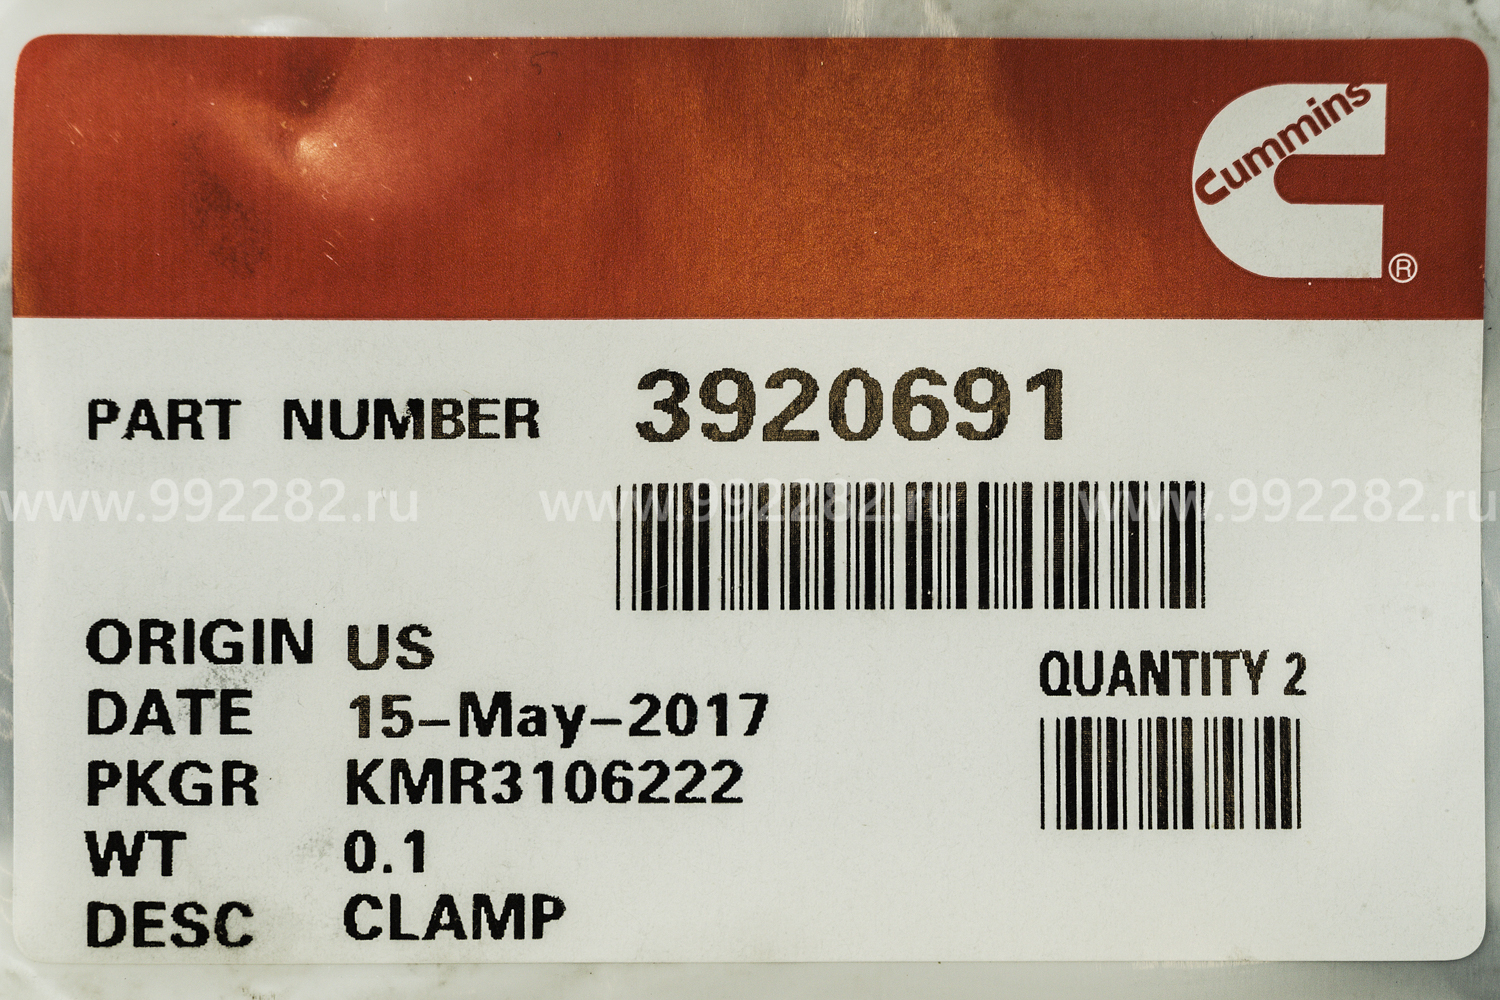 Cummins
®
PART NUMBER 3920691
www.992282.ru www.992282.ru www.992282.ru
ORIGIN US
QUANTITY 2
DATE 15-May-2017
PKGR KMR3106222
WT 0.1
DESC CLAMP